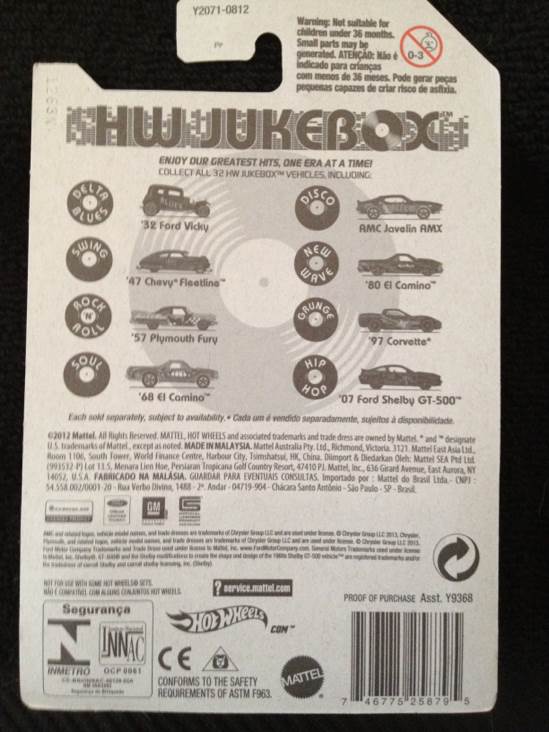 Y2071-0812
PP
Warning: Not suitable for
children under 36 months.
Small parts may be
generated. ATENÇÃO: Não é
indicado para crianças
com menos de 36 meses. Pode gerar peças
pequenas capazes de criar risco de asfixia.
0-3
HW JUKEBOX™
ENJOY OUR GREATEST HITS, ONE ERA AT A TIME!
COLLECT ALL 32 HW JUKEBOX™ VEHICLES, INCLUDING:
DELTA BLUES
'32 Ford Vicky
DISCO
AMC Javelin AMX
SWING
'47 Chevy® Fleetline™
NEW WAVE
'80 El Camino™
ROCK 'N' ROLL
'57 Plymouth Fury
GRUNGE
'97 Corvette®
SOUL
'68 El Camino™
HIP HOP
'07 Ford Shelby GT-500™
Each sold separately, subject to availability. • Cada um é vendido separadamente, sujeitos à disponibilidade.
©2012 Mattel. All Rights Reserved. MATTEL, HOT WHEELS and associated trademarks and trade dress are owned by Mattel. ® and ™ designate
U.S. trademarks of Mattel, except as noted. MADE IN MALAYSIA. Mattel Australia Pty. Ltd., Richmond, Victoria. 3121. Mattel East Asia Ltd.,
Room 1106, South Tower, World Finance Centre, Harbour City, Tsimshatsui, HK, China. Diimport & Diedarkan Oleh: Mattel SEA Ptd Ltd.
(993532-P) Lot 13.5, Menara Lien Hoe, Persiaran Tropicana Golf Country Resort, 47410 PJ. Mattel, Inc., 636 Girard Avenue, East Aurora, NY
14052, U.S.A. FABRICADO NA MALÁSIA. GUARDAR PARA EVENTUAIS CONSULTAS. Importado por : Mattel do Brasil Ltda.- CNPJ :
54.558.002/0001-20 - Rua Verbo Divino, 1488 - 2º. Andar - 04719-904 - Chácara Santo Antônio - São Paulo - SP - Brasil.
GM
NOT FOR USE WITH SOME HOT WHEELS® SETS.
NÃO É COMPATÍVEL COM ALGUNS CONJUNTOS HOT WHEELS.
? service.mattel.com
PROOF OF PURCHASE Asst. Y9368
Segurança
INMETRO
INNAC
OCP 0061
HOT WHEELS
.COM™
CE
CONFORMS TO THE SAFETY
REQUIREMENTS OF ASTM F963.
MATTEL
7 46775 25879 5